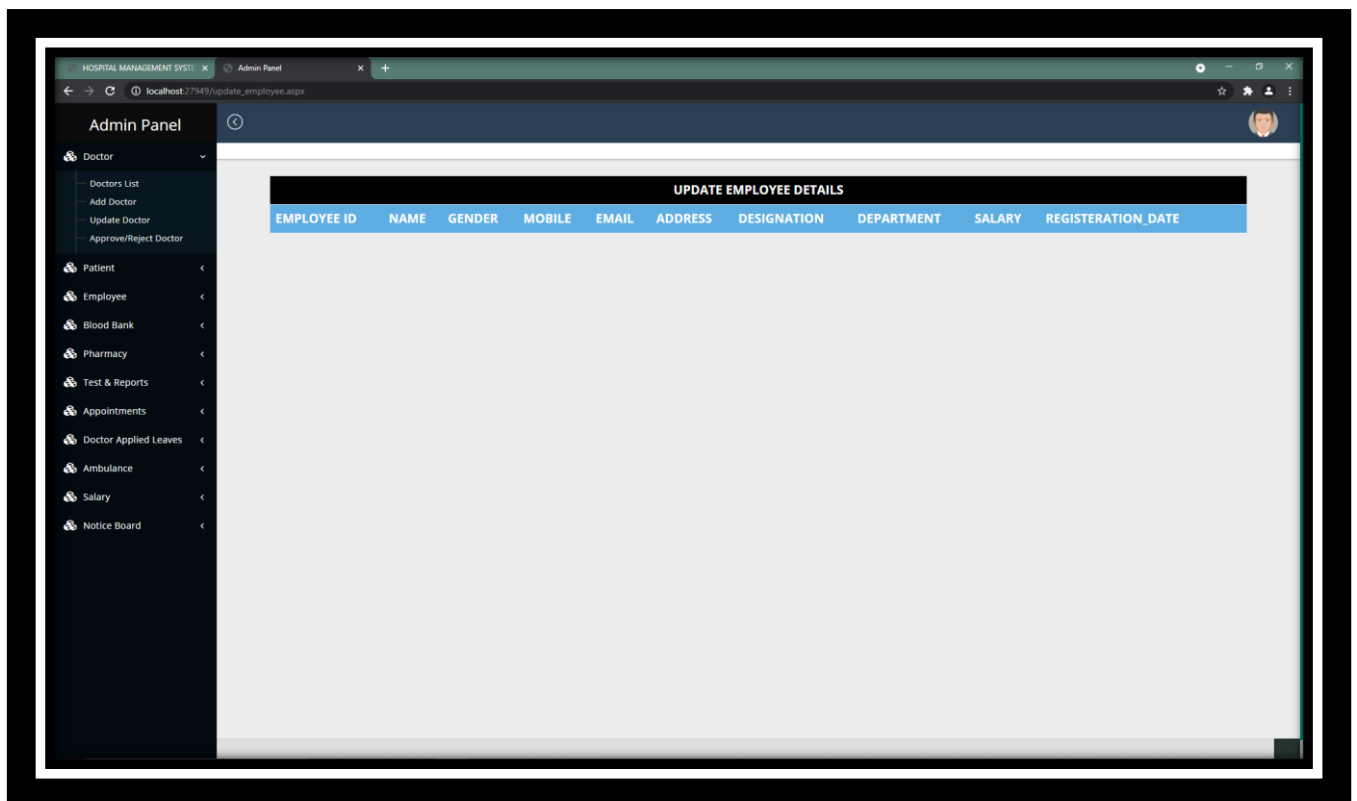 HOSPITAL MANAGEMENT SYSTE
Admin Panel
localhost:27949/update_employee.aspx
Admin Panel
Doctor
Doctors List
Add Doctor
Update Doctor
Approve/Reject Doctor
Patient
Employee
Blood Bank
Pharmacy
Test & Reports
Appointments
Doctor Applied Leaves
Ambulance
Salary
Notice Board
UPDATE EMPLOYEE DETAILS
EMPLOYEE ID NAME GENDER MOBILE EMAIL ADDRESS DESIGNATION DEPARTMENT SALARY REGISTERATION_DATE